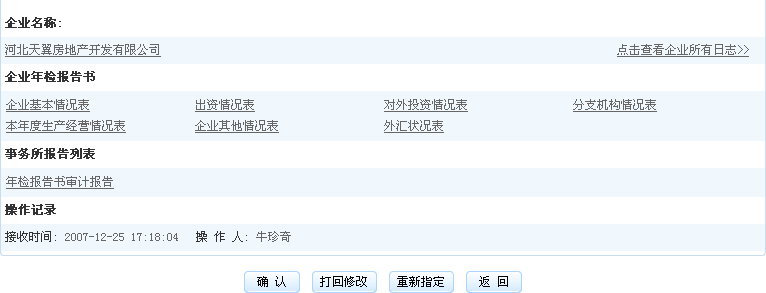 企业名称:
河北天翼房地产开发有限公司 点击查看企业所有日志>>
企业年检报告书
企业基本情况表 出资情况表 对外投资情况表 分支机构情况表
本年度生产经营情况表 企业其他情况表 外汇状况表
事务所报告列表
年检报告书审计报告
操作记录
接收时间: 2007-12-25 17:18:04 操 作 人: 牛珍奇
确 认 打回修改 重新指定 返 回